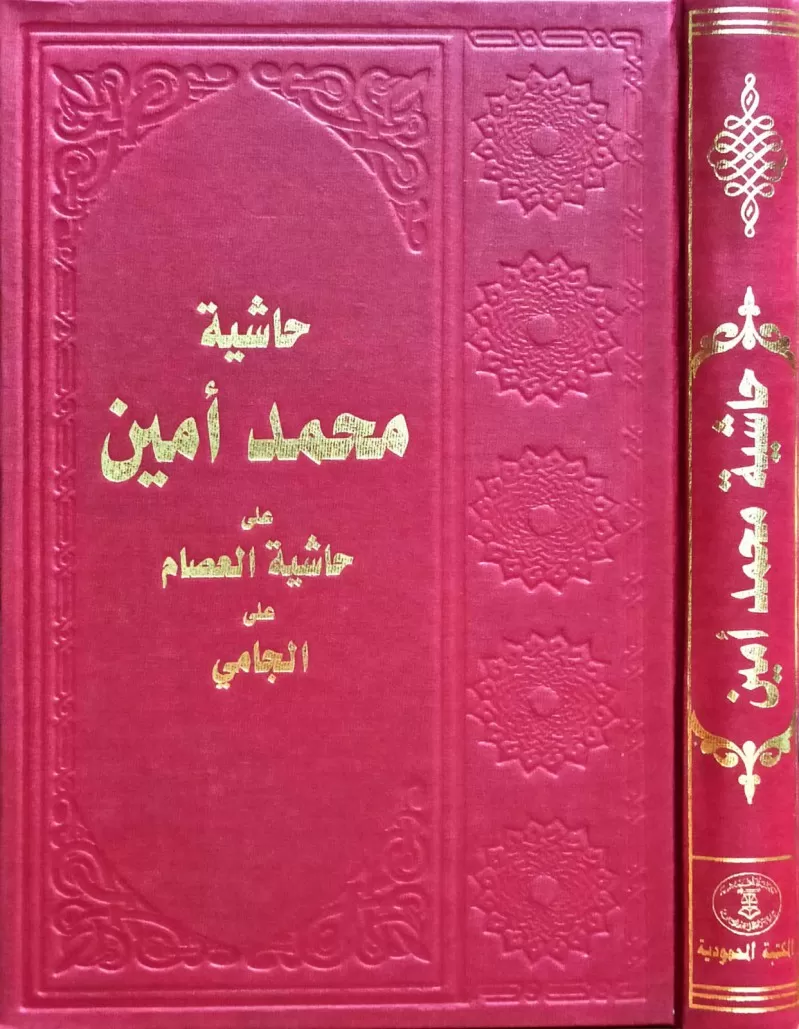 حاشية
محمد أمين
على
حاشية العصام
على
الجامي
حاشية محمد أمين
المكتبة المحمودية